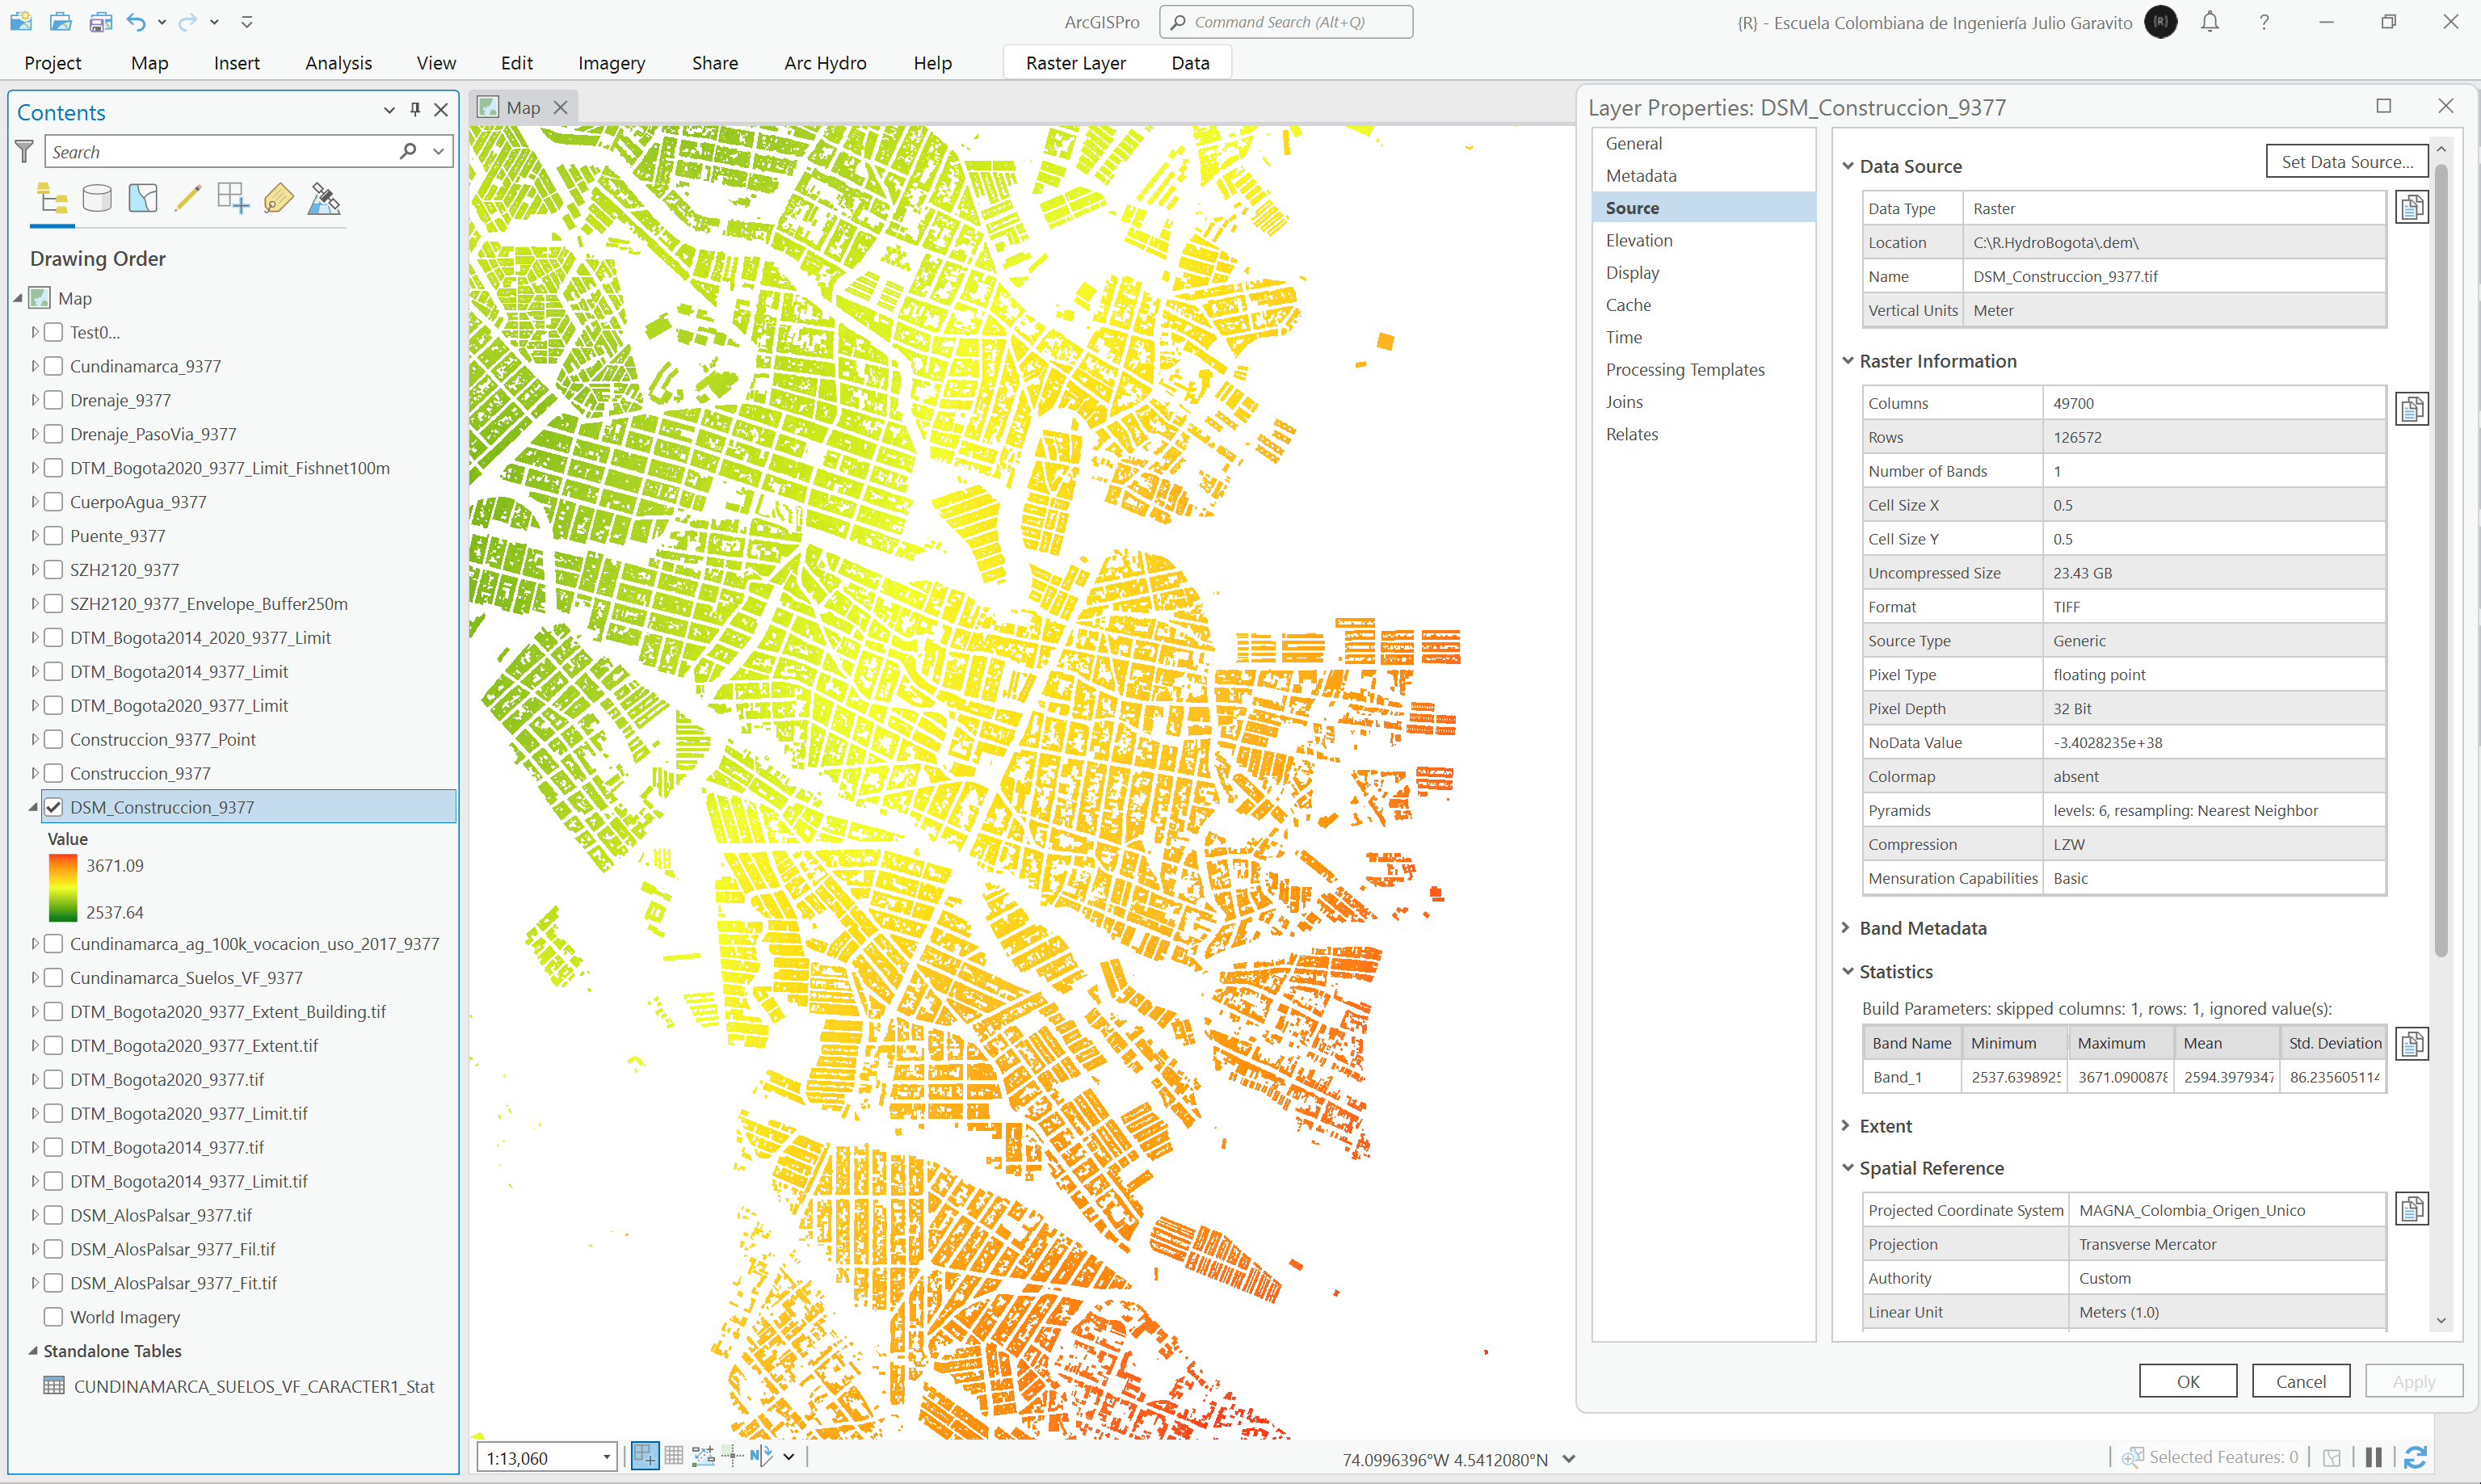 ArcGISPro
Command Search (Alt+Q)
{R} - Escuela Colombiana de Ingeniería Julio Garavito
{R}
Project Map Insert Analysis View Edit Imagery Share Arc Hydro Help Raster Layer Data
Contents
Search
Drawing Order
Map
Test0...
Cundinamarca_9377
Drenaje_9377
Drenaje_PasoVia_9377
DTM_Bogota2020_9377_Limit_Fishnet100m
CuerpoAgua_9377
Puente_9377
SZH2120_9377
SZH2120_9377_Envelope_Buffer250m
DTM_Bogota2014_2020_9377_Limit
DTM_Bogota2014_9377_Limit
DTM_Bogota2020_9377_Limit
Construccion_9377_Point
Construccion_9377
DSM_Construccion_9377
Value
3671.09
2537.64
Cundinamarca_ag_100k_vocacion_uso_2017_9377
Cundinamarca_Suelos_VF_9377
DTM_Bogota2020_9377_Extent_Building.tif
DTM_Bogota2020_9377_Extent.tif
DTM_Bogota2020_9377.tif
DTM_Bogota2020_9377_Limit.tif
DTM_Bogota2014_9377.tif
DTM_Bogota2014_9377_Limit.tif
DSM_AlosPalsar_9377.tif
DSM_AlosPalsar_9377_Fil.tif
DSM_AlosPalsar_9377_Fit.tif
World Imagery
Standalone Tables
CUNDINAMARCA_SUELOS_VF_CARACTER1_Stat
Map
1:13,060
74.0996396°W 4.5412080°N
Selected Features: 0
Layer Properties: DSM_Construccion_9377
General
Metadata
Source
Elevation
Display
Cache
Time
Processing Templates
Joins
Relates
Data Source
Set Data Source...
Data Type Raster
Location C:\R.HydroBogota\.dem\
Name DSM_Construccion_9377.tif
Vertical Units Meter
Raster Information
Columns 49700
Rows 126572
Number of Bands 1
Cell Size X 0.5
Cell Size Y 0.5
Uncompressed Size 23.43 GB
Format TIFF
Source Type Generic
Pixel Type floating point
Pixel Depth 32 Bit
NoData Value -3.4028235e+38
Colormap absent
Pyramids levels: 6, resampling: Nearest Neighbor
Compression LZW
Mensuration Capabilities Basic
Band Metadata
Statistics
Build Parameters: skipped columns: 1, rows: 1, ignored value(s):
Band Name Minimum Maximum Mean Std. Deviation
Band_1 2537.6398925 3671.0900878 2594.3979347 86.235605114
Extent
Spatial Reference
Projected Coordinate System MAGNA_Colombia_Origen_Unico
Projection Transverse Mercator
Authority Custom
Linear Unit Meters (1.0)
OK Cancel Apply